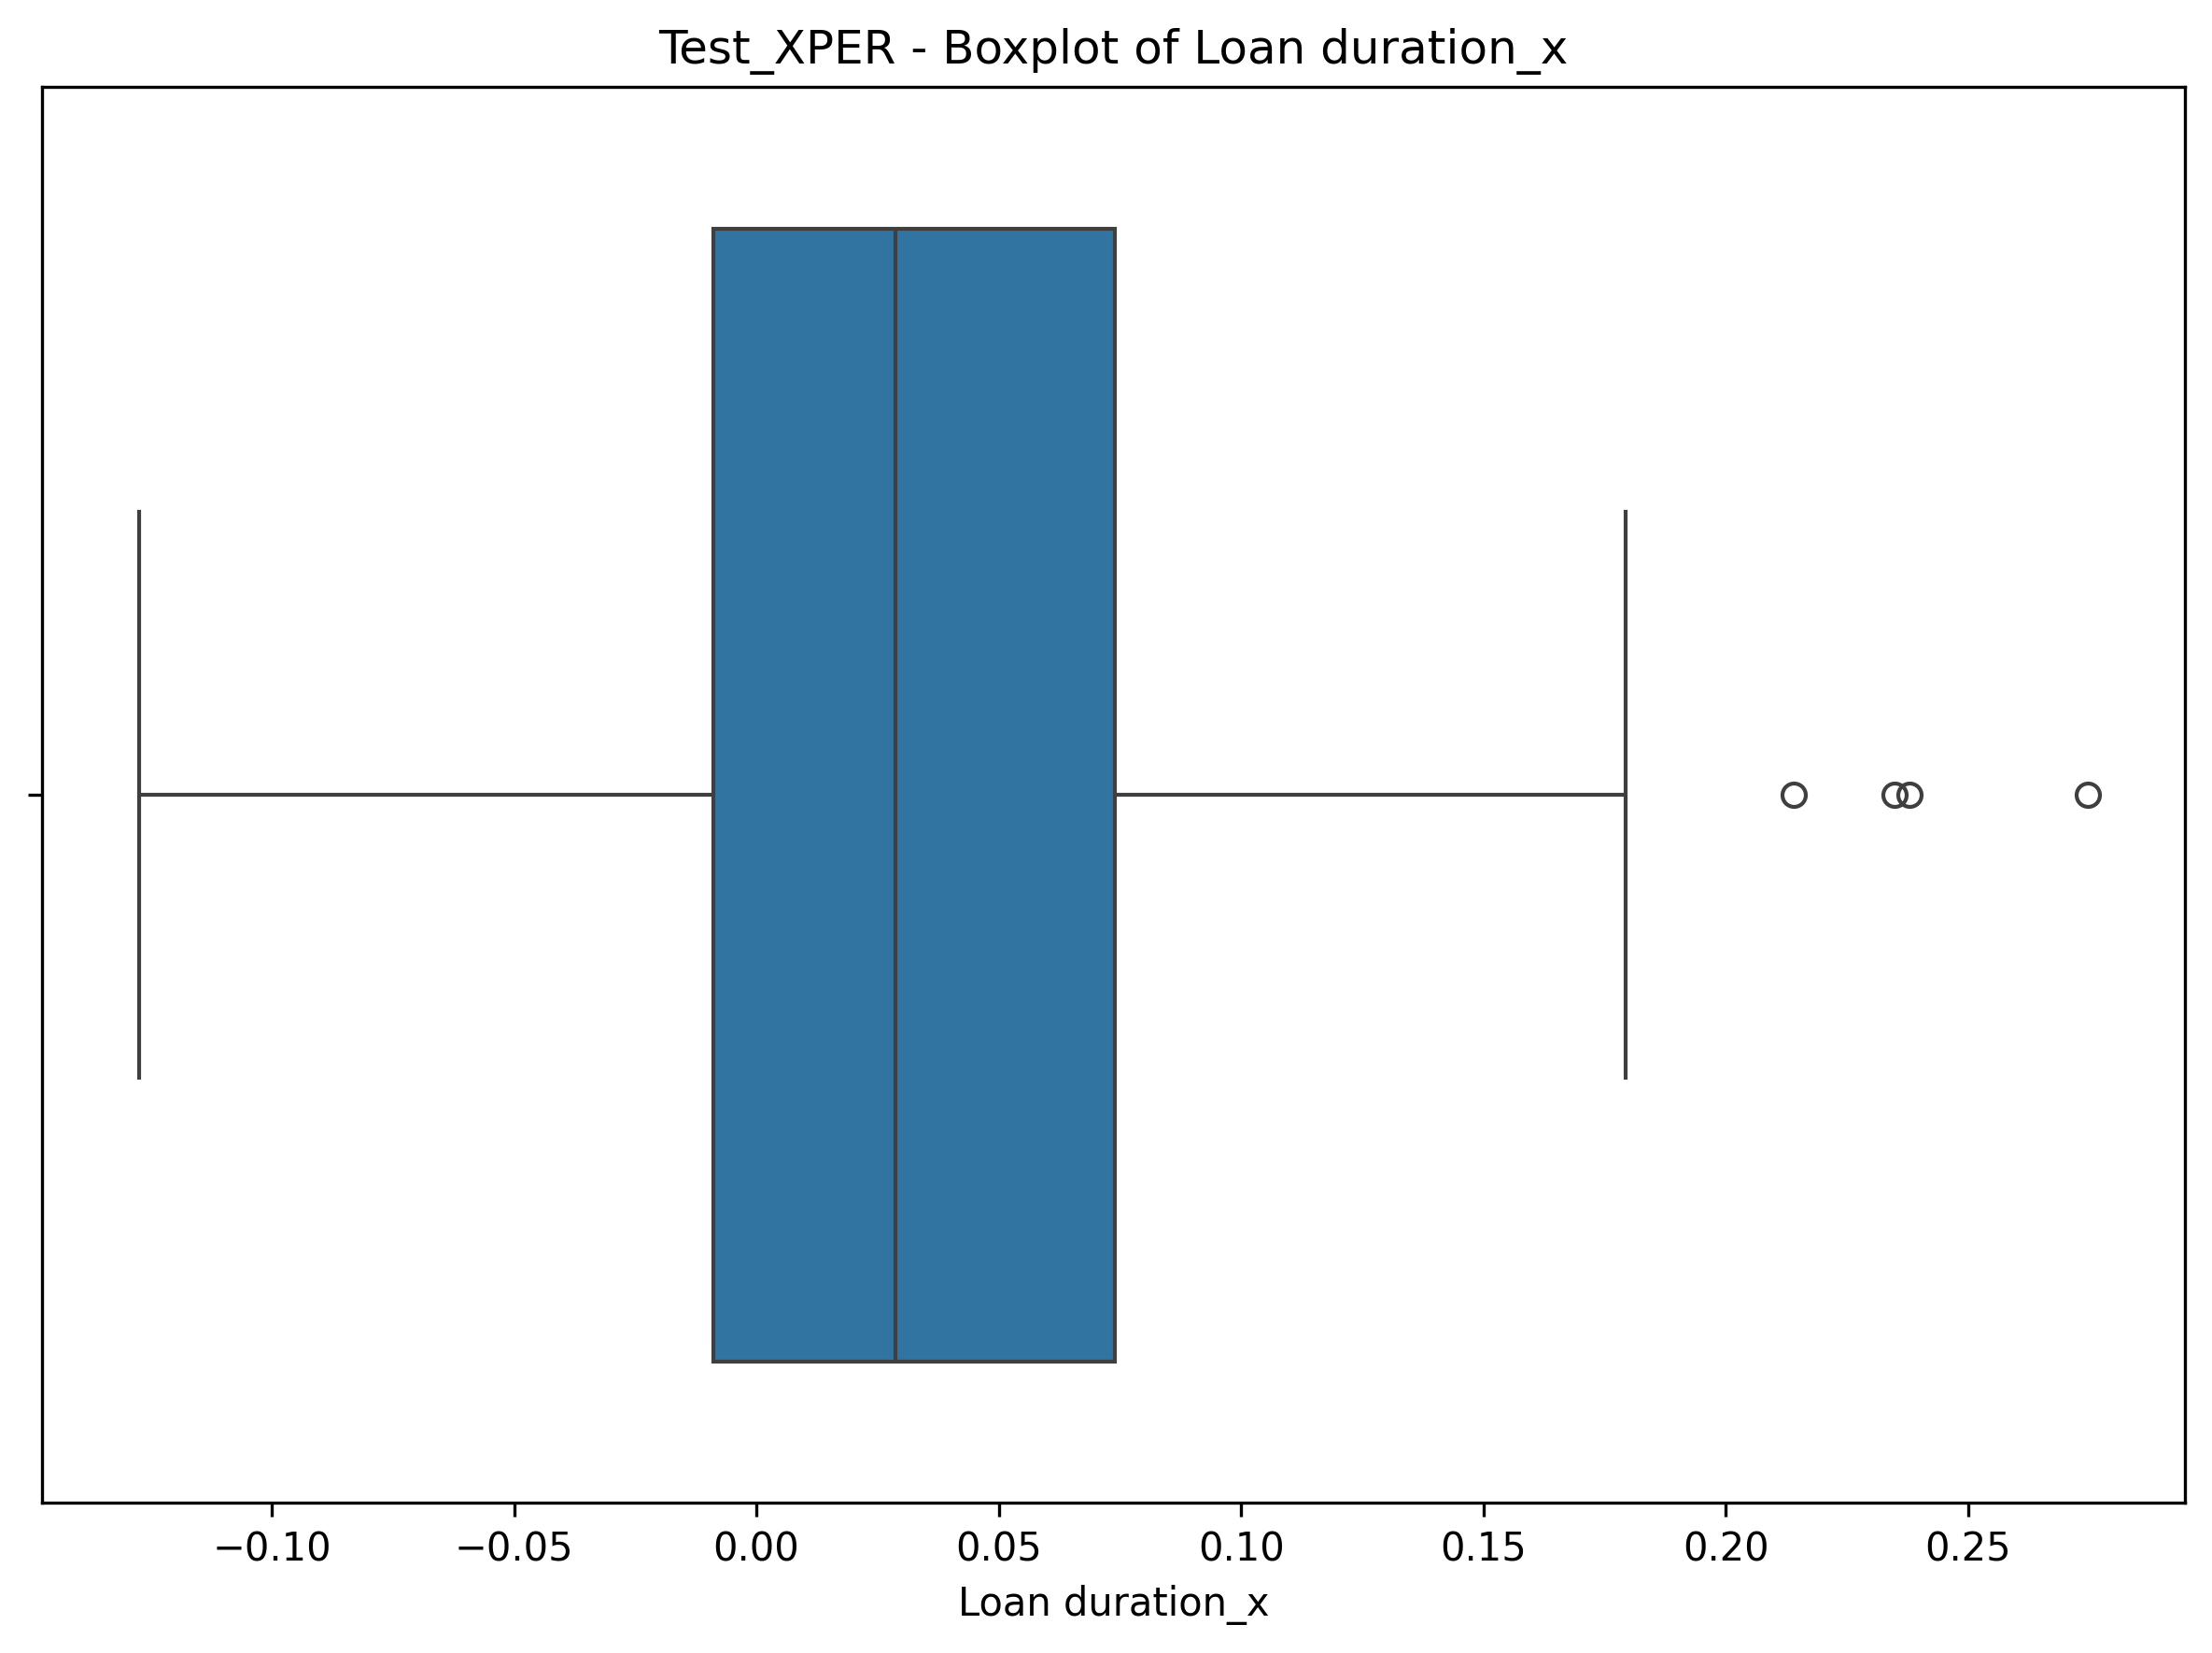 Test_XPER - Boxplot of Loan duration_x
−0.10 −0.05 0.00 0.05 0.10 0.15 0.20 0.25
Loan duration_x